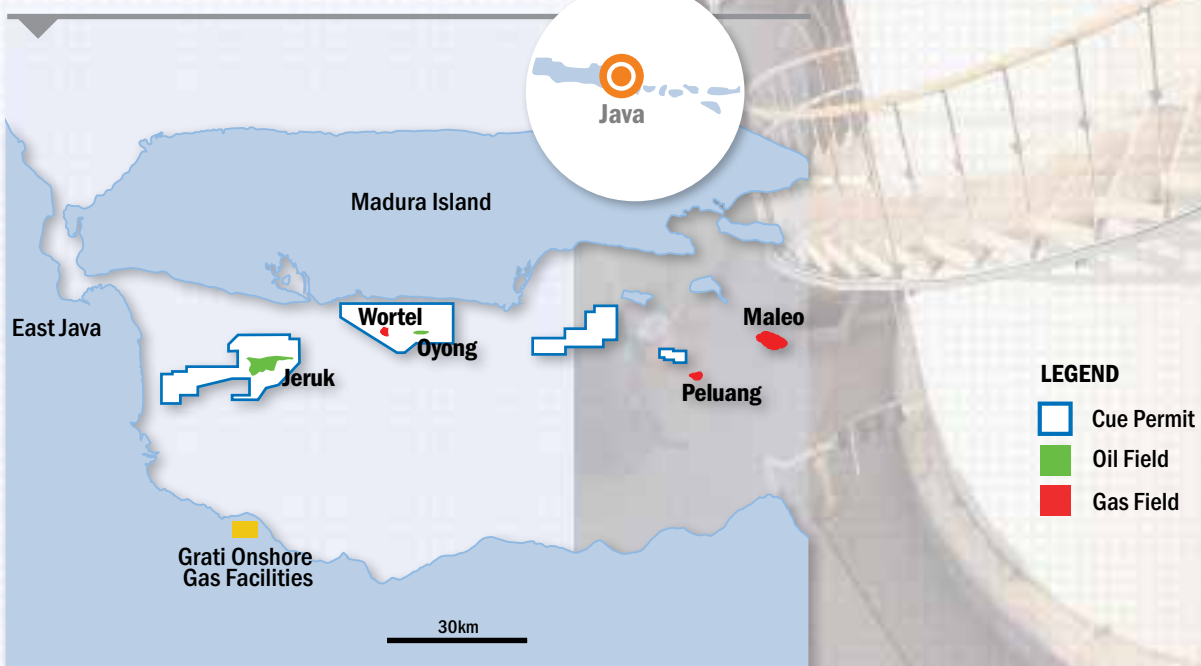 Java
Madura Island
East Java
Wortel
Oyong
Jeruk
Maleo
Peluang
Grati Onshore
Gas Facilities
30km
LEGEND
Cue Permit
Oil Field
Gas Field